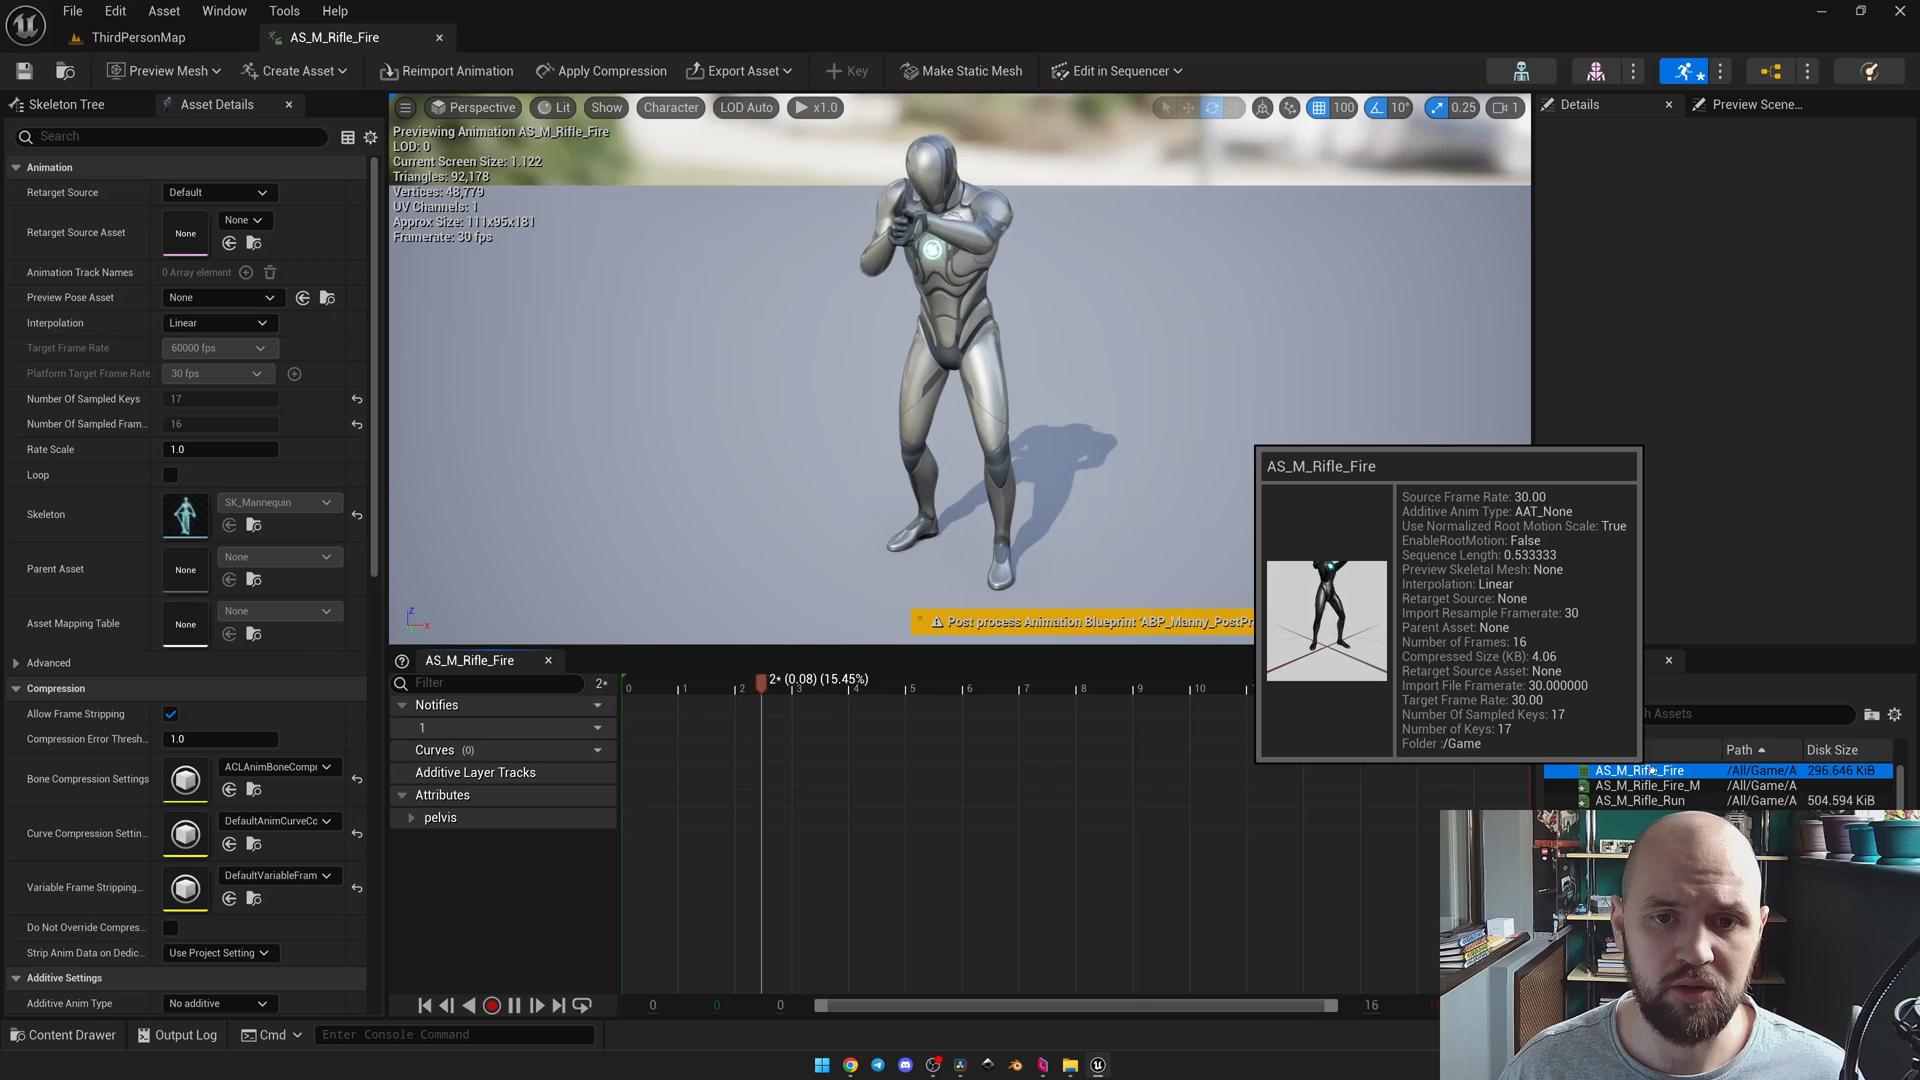 File Edit Asset Window Tools Help
ThirdPersonMap AS_M_Rifle_Fire
Preview Mesh Create Asset Reimport Animation Apply Compression Export Asset Key Make Static Mesh Edit in Sequencer
Skeleton Tree Asset Details
Search
Animation
Retarget Source Default
Retarget Source Asset None None
Animation Track Names 0 Array element
Preview Pose Asset None
Interpolation Linear
Target Frame Rate 60000 fps
Platform Target Frame Rate 30 fps
Number Of Sampled Keys 17
Number Of Sampled Fram... 16
Rate Scale 1.0
Loop
Skeleton SK_Mannequin
Parent Asset None None
Asset Mapping Table None None
Advanced
Compression
Allow Frame Stripping
Compression Error Thresh... 1.0
Bone Compression Settings ACLAnimBoneCompr
Curve Compression Settin... DefaultAnimCurveCo
Variable Frame Stripping... DefaultVariableFram
Do Not Override Compres...
Strip Anim Data on Dedic... Use Project Setting
Additive Settings
Additive Anim Type No additive
Perspective Lit Show Character LOD Auto x1.0
100 10° 0.25 1
Previewing Animation AS_M_Rifle_Fire
LOD: 0
Current Screen Size: 1.122
Triangles: 92,178
Vertices: 48,779
UV Channels: 1
Approx Size: 111x95x181
Framerate: 30 fps
Z
X
Post process Animation Blueprint 'ABP_Manny_PostPr
AS_M_Rifle_Fire
Filter 2*
2* (0.08) (15.45%)
0 1 2 3 4 5 6 7 8 9 10
Notifies
1
Curves (0)
Additive Layer Tracks
Attributes
pelvis
0 0 0 16
Details Preview Scene...
AS_M_Rifle_Fire
Source Frame Rate: 30.00
Additive Anim Type: AAT_None
Use Normalized Root Motion Scale: True
EnableRootMotion: False
Sequence Length: 0.533333
Preview Skeletal Mesh: None
Interpolation: Linear
Retarget Source: None
Import Resample Framerate: 30
Parent Asset: None
Number of Frames: 16
Compressed Size (KB): 4.06
Retarget Source Asset: None
Import File Framerate: 30.000000
Target Frame Rate: 30.00
Number Of Sampled Keys: 17
Number of Keys: 17
Folder :/Game
Assets
Path Disk Size
AS_M_Rifle_Fire /All/Game/A 296.646 KiB
AS_M_Rifle_Fire_M /All/Game/A
AS_M_Rifle_Run /All/Game/A 504.594 KiB
Content Drawer Output Log Cmd Enter Console Command